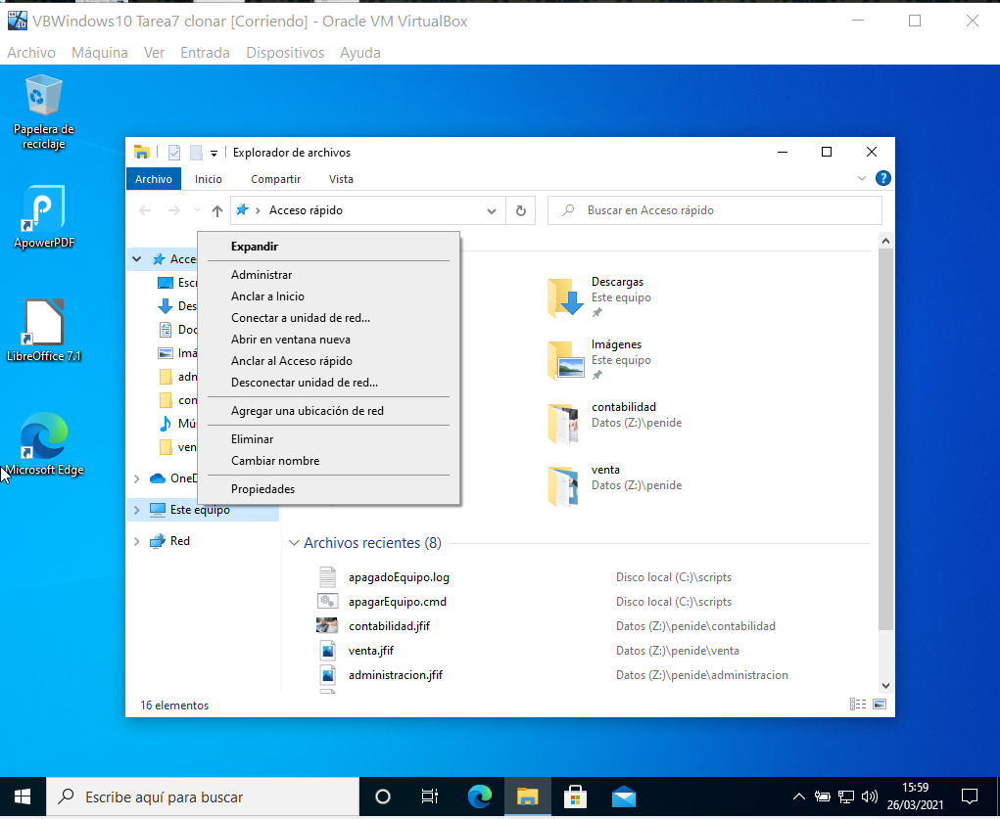 VBWindows10 Tarea7 clonar [Corriendo] - Oracle VM VirtualBox
Archivo Máquina Ver Entrada Dispositivos Ayuda
Papelera de
reciclaje
ApowerPDF
LibreOffice 7.1
Microsoft Edge
Explorador de archivos
Archivo Inicio Compartir Vista
Acceso rápido
Buscar en Acceso rápido
Acce
Escr
Des
Doc
Imá
adn
con
Mús
ven
OneD
Este equipo
Red
Expandir
Administrar
Anclar a Inicio
Conectar a unidad de red...
Abrir en ventana nueva
Anclar al Acceso rápido
Desconectar unidad de red...
Agregar una ubicación de red
Eliminar
Cambiar nombre
Propiedades
Descargas
Este equipo
Imágenes
Este equipo
contabilidad
Datos (Z:)\penide
venta
Datos (Z:)\penide
Archivos recientes (8)
apagadoEquipo.log Disco local (C:)\scripts
apagarEquipo.cmd Disco local (C:)\scripts
contabilidad.jfif Datos (Z:)\penide\contabilidad
venta.jfif Datos (Z:)\penide\venta
administracion.jfif Datos (Z:)\penide\administracion
16 elementos
Escribe aquí para buscar
15:59
26/03/2021